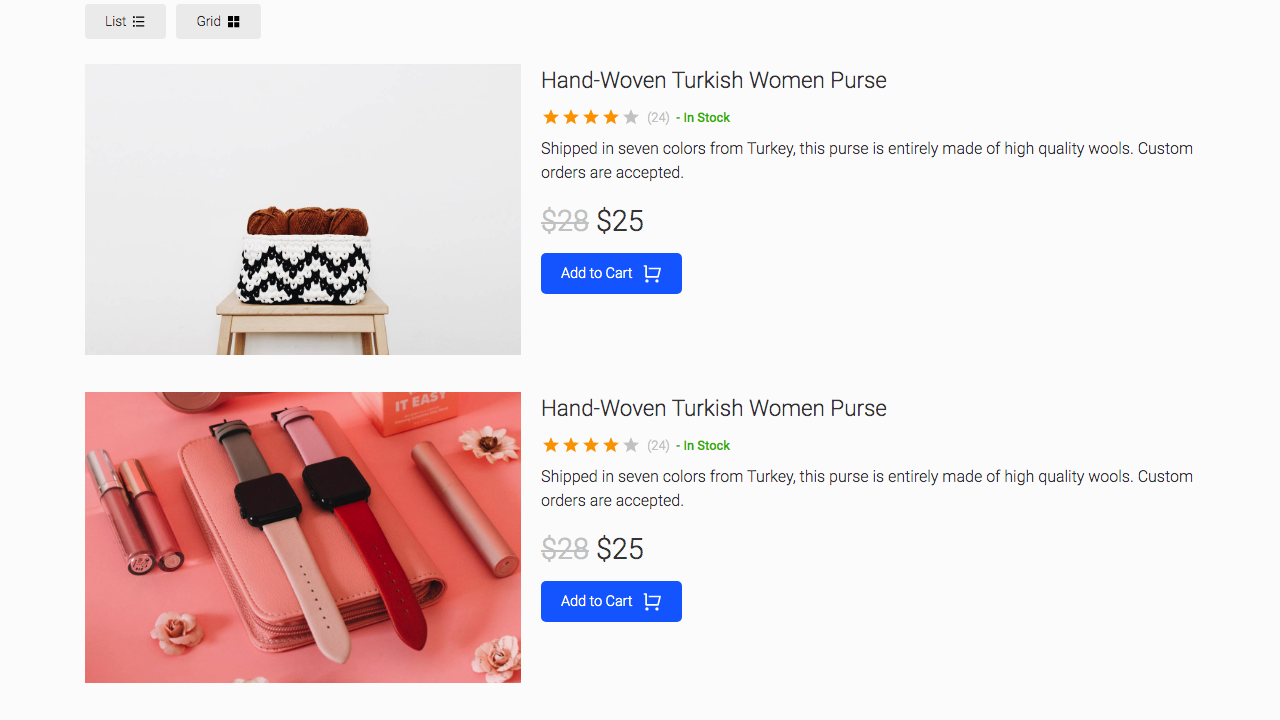 List
Grid
Hand-Woven Turkish Women Purse
(24) - In Stock
Shipped in seven colors from Turkey, this purse is entirely made of high quality wools. Custom
orders are accepted.
$28 $25
Add to Cart
IT EASY
Hand-Woven Turkish Women Purse
(24) - In Stock
Shipped in seven colors from Turkey, this purse is entirely made of high quality wools. Custom
orders are accepted.
$28 $25
Add to Cart